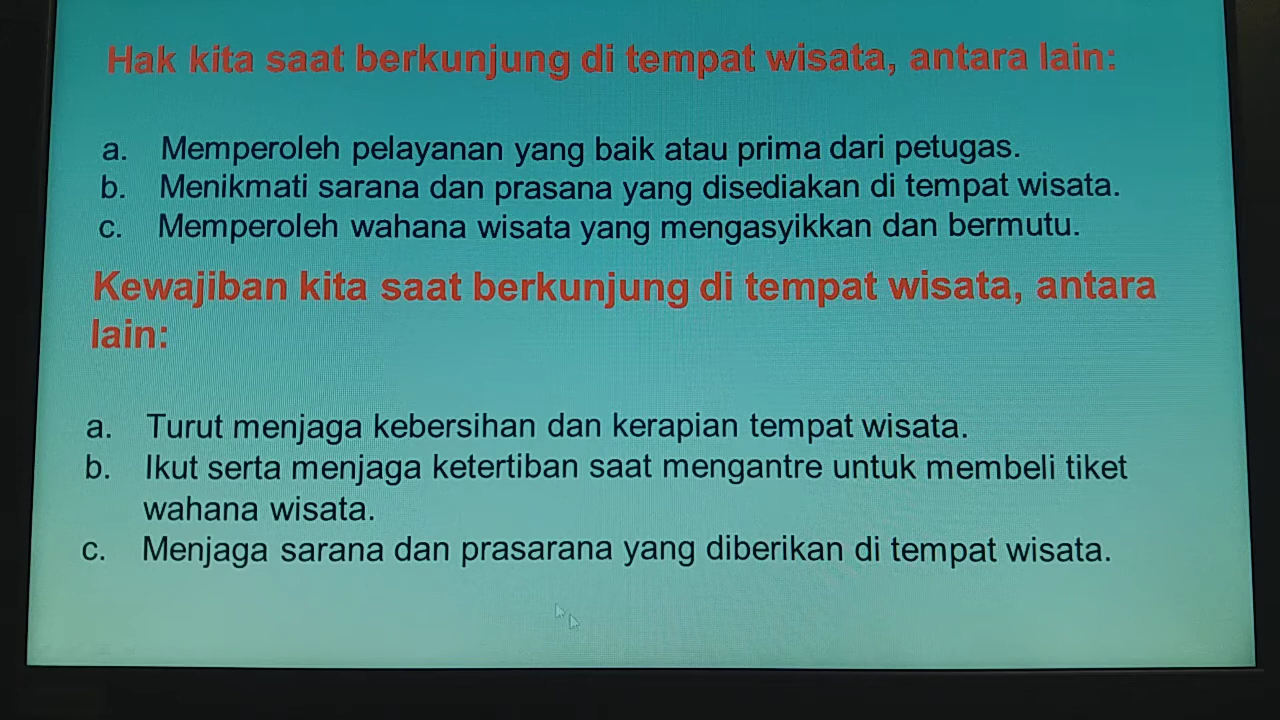 Hak kita saat berkunjung di tempat wisata, antara lain:
a. Memperoleh pelayanan yang baik atau prima dari petugas.
b. Menikmati sarana dan prasana yang disediakan di tempat wisata.
c. Memperoleh wahana wisata yang mengasyikkan dan bermutu.
Kewajiban kita saat berkunjung di tempat wisata, antara
lain:
a. Turut menjaga kebersihan dan kerapian tempat wisata.
b. Ikut serta menjaga ketertiban saat mengantre untuk membeli tiket
wahana wisata.
c. Menjaga sarana dan prasarana yang diberikan di tempat wisata.